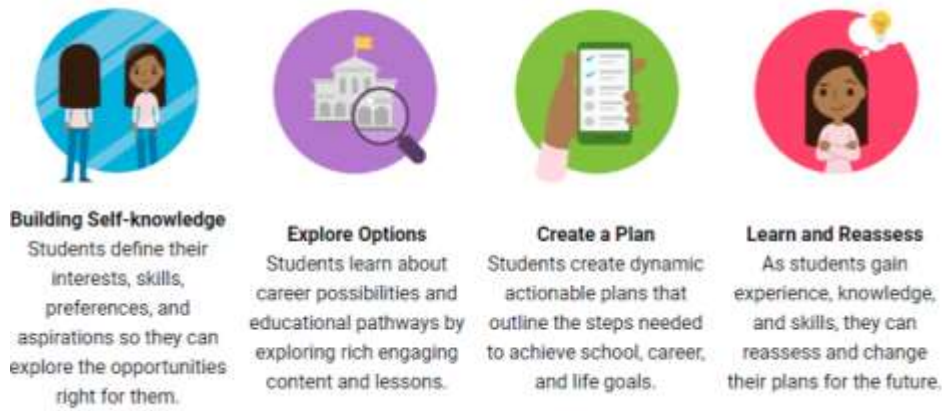 Building Self-knowledge
Students define their
interests, skills,
preferences, and
aspirations so they can
explore the opportunities
right for them.
Explore Options
Students learn about
career possibilities and
educational pathways by
exploring rich engaging
content and lessons.
Create a Plan
Students create dynamic
actionable plans that
outline the steps needed
to achieve school, career,
and life goals.
Learn and Reassess
As students gain
experience, knowledge,
and skills, they can
reassess and change
their plans for the future.